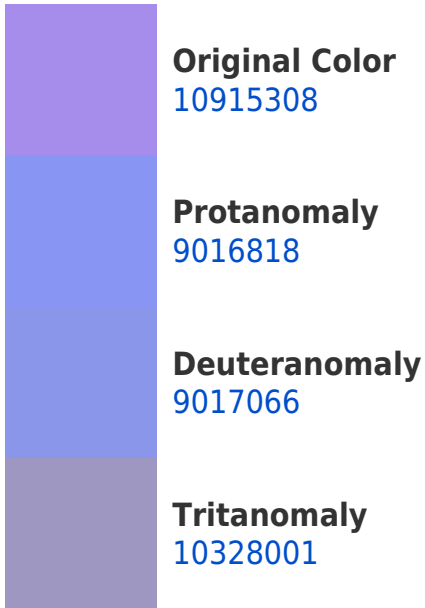 Original Color
10915308
Protanomaly
9016818
Deuteranomaly
9017066
Tritanomaly
10328001